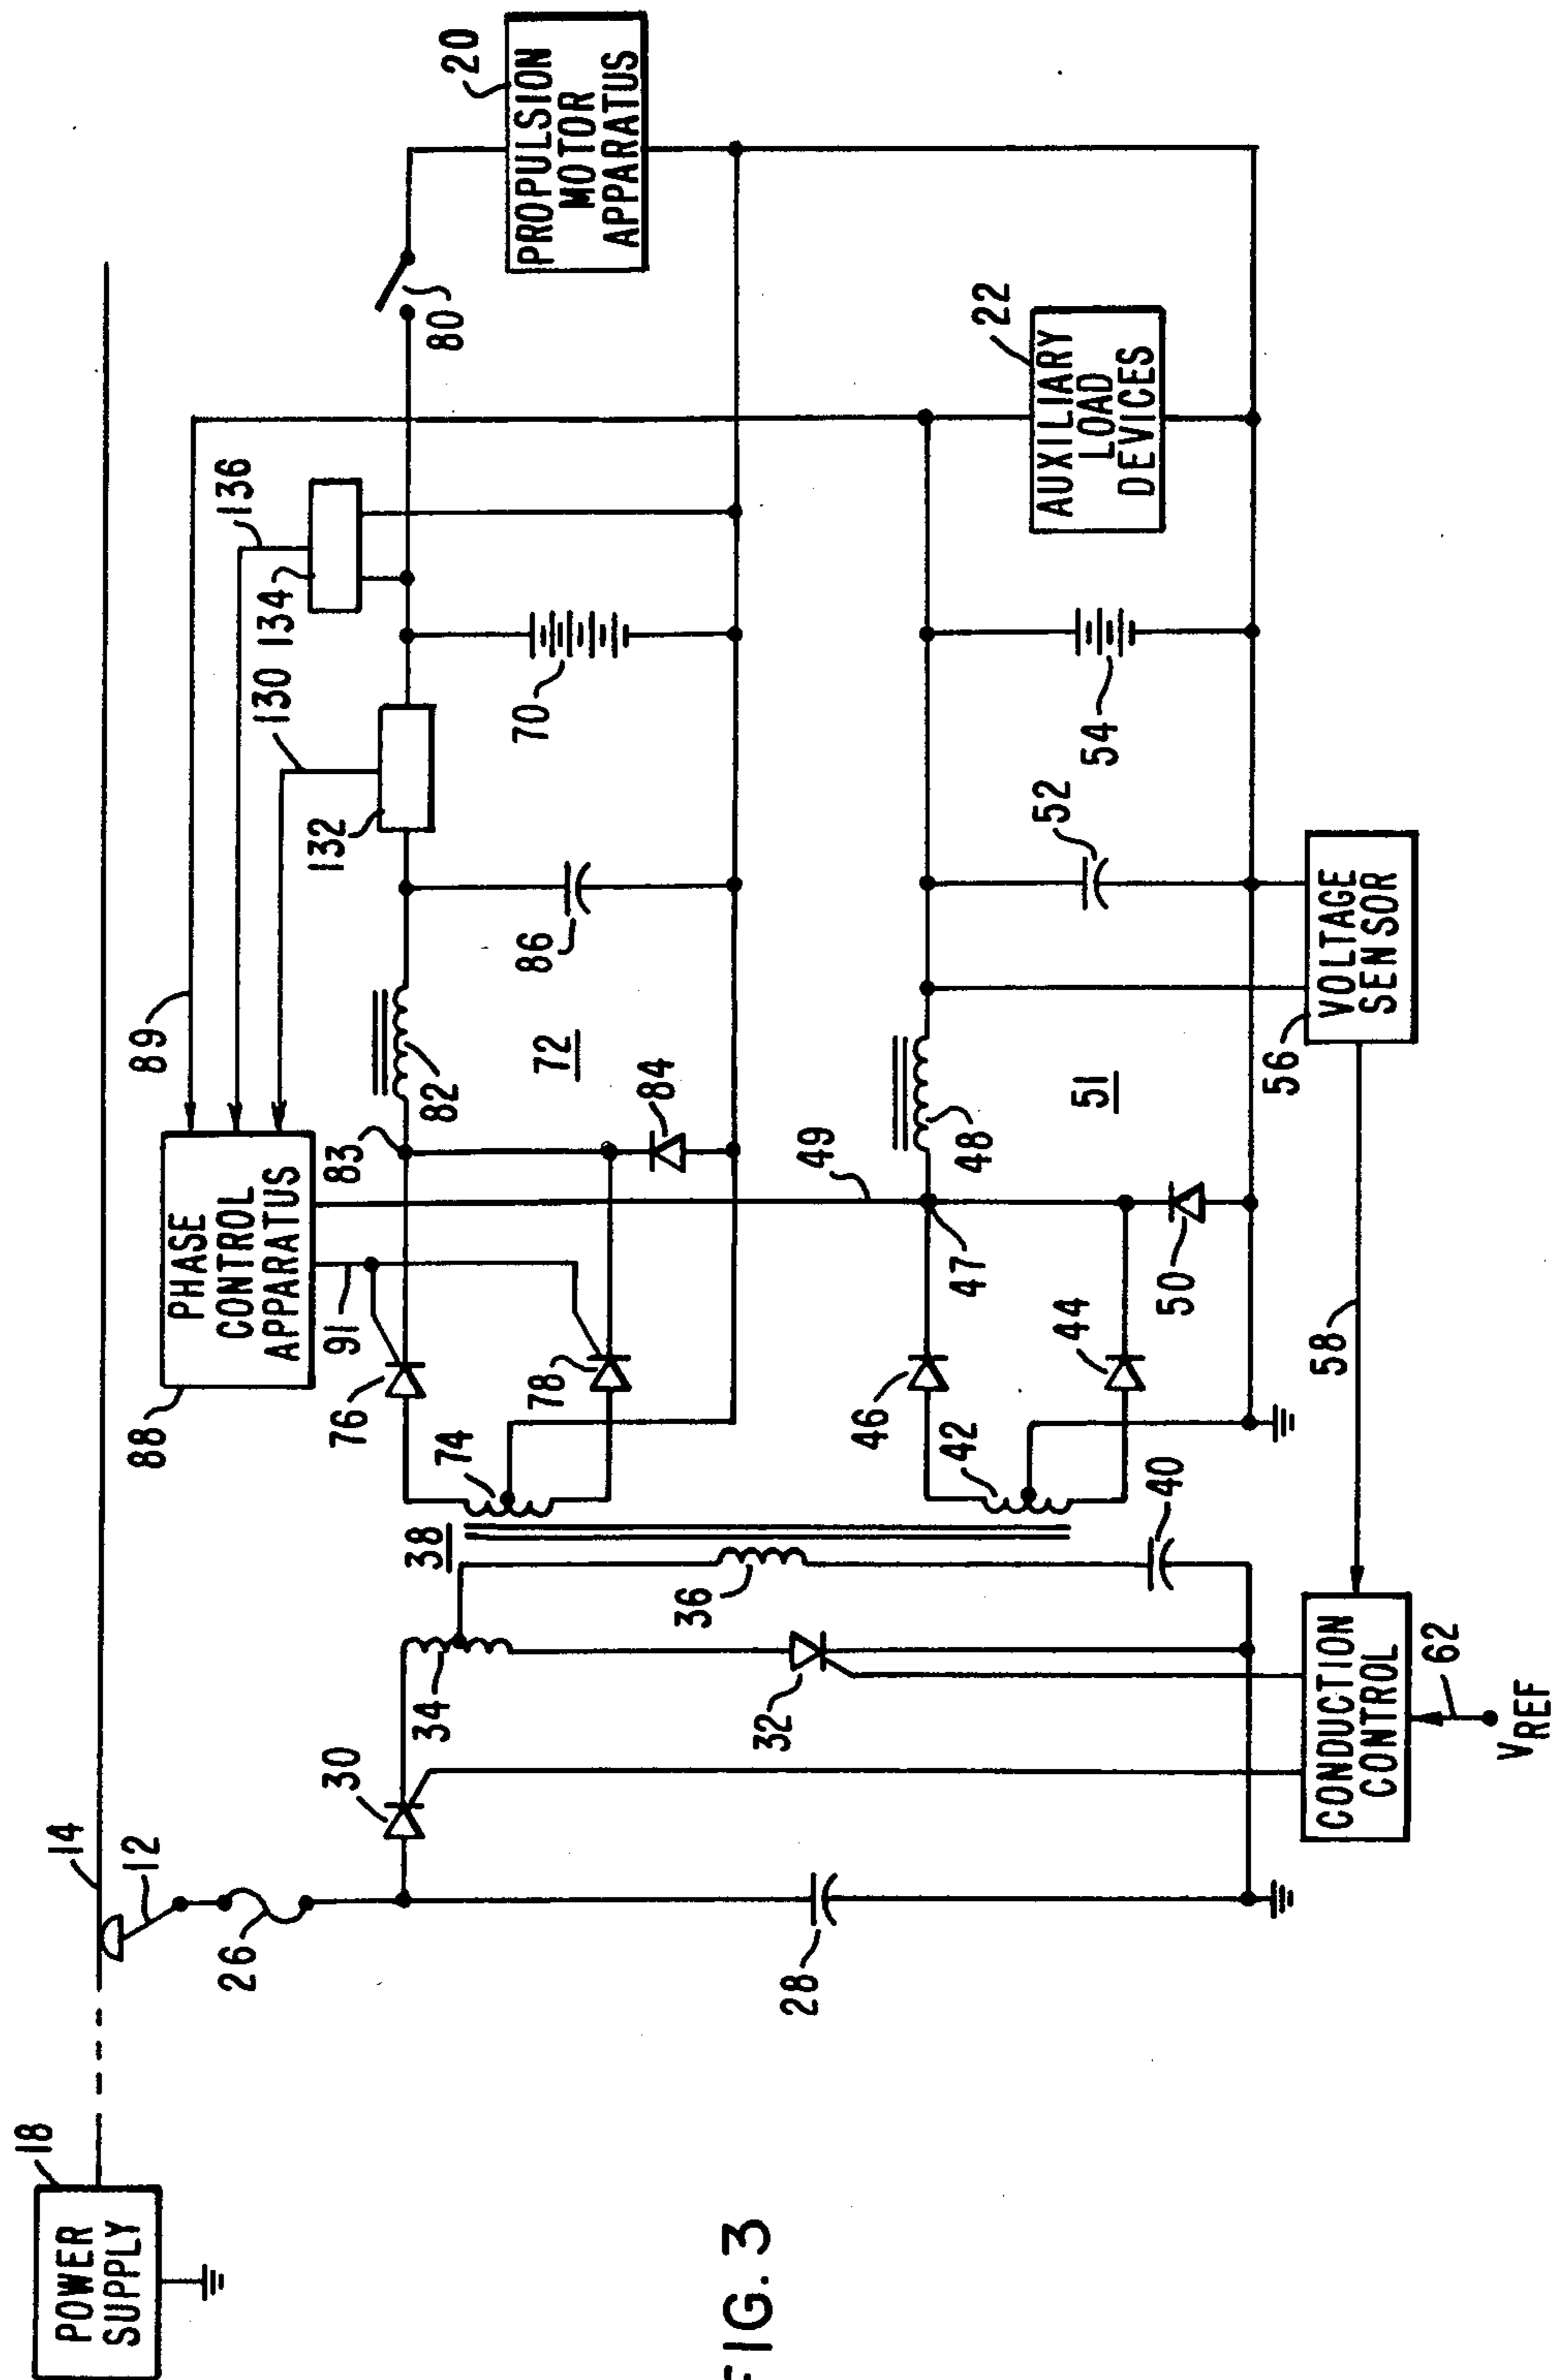 18
POWER
SUPPLY
14
12
26
28
30
34
32
36
38
40
74
42
76
78
46
44
88
PHASE
CONTROL
APPARATUS
91
89
83
82
72
84
86
47
49
48
50
51
52
54
56
VOLTAGE
SENSOR
58
CONDUCTION
CONTROL
62
VREF
130
132
134
136
70
80
20
PROPULSION
MOTOR
APPARATUS
22
AUXILIARY
LOAD
DEVICES
FIG. 3